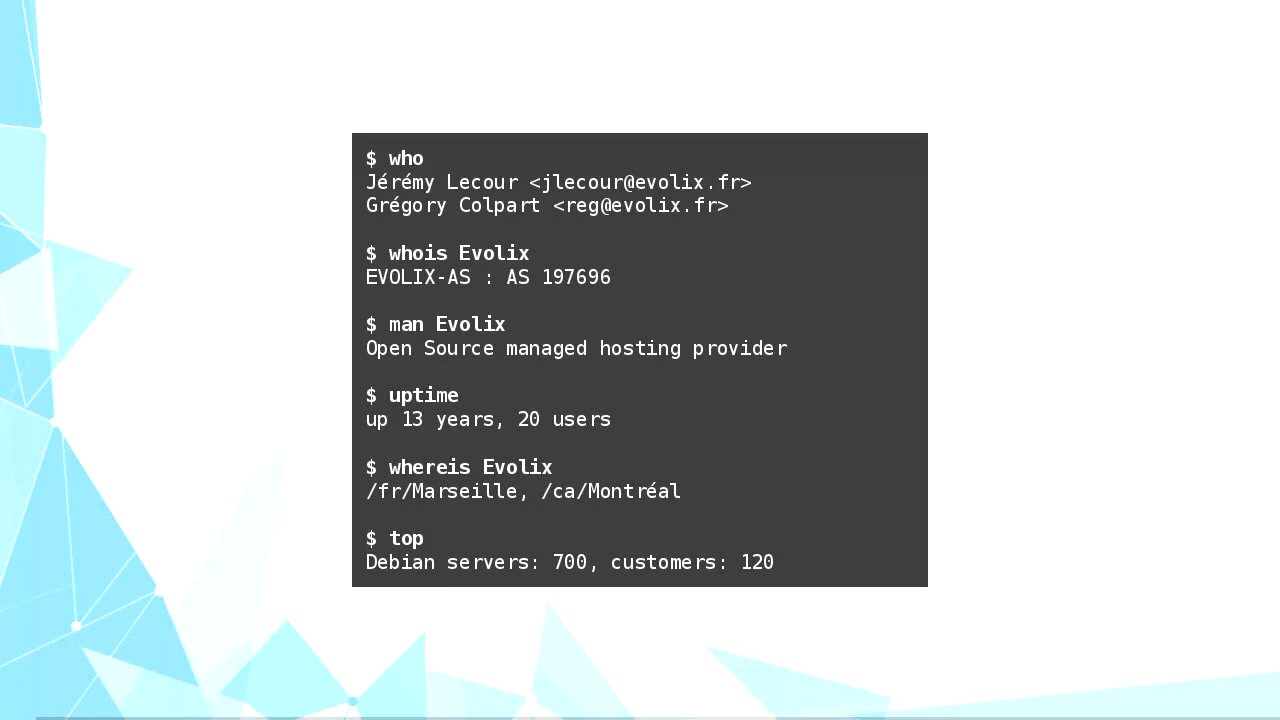 $ who
Jérémy Lecour <jlecour@evolix.fr>
Grégory Colpart <reg@evolix.fr>
$ whois Evolix
EVOLIX-AS : AS 197696
$ man Evolix
Open Source managed hosting provider
$ uptime
up 13 years, 20 users
$ whereis Evolix
/fr/Marseille, /ca/Montréal
$ top
Debian servers: 700, customers: 120